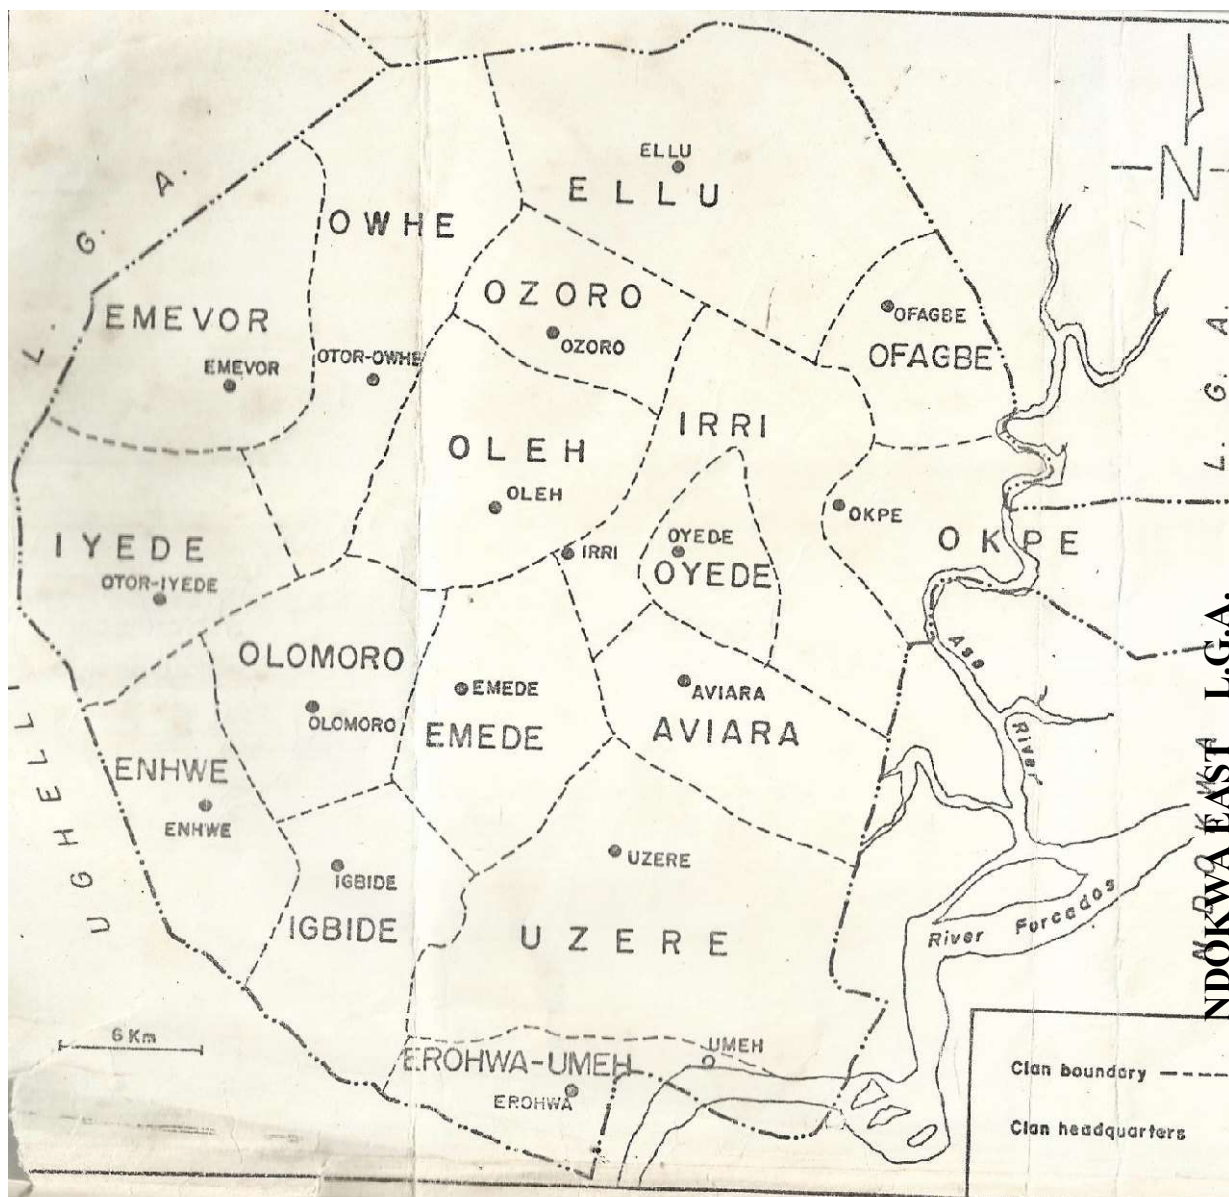 ELLU
ELLU
OWHE
OZORO
OZORO
EMEVOR
EMEVOR
OTOR-OWHE
OFAGBE
OFAGBE
IRRI
IRRI
OLEH
OLEH
OKPE
OKPE
OYEDE
OYEDE
IYEDE
OTOR-IYEDE
OLOMORO
OLOMORO
EMEDE
EMEDE
AVIARA
AVIARA
ENHWE
ENHWE
UZERE
UZERE
IGBIDE
IGBIDE
EROHWA-UMEH
UMEH
EROHWA
UGHELLI
L. G. A.
N
Ase River
River Forcados
NDOKWA
L. G. A.
NDOKWA EAST L.G.A.
6 Km
Clan boundary
Clan headquarters